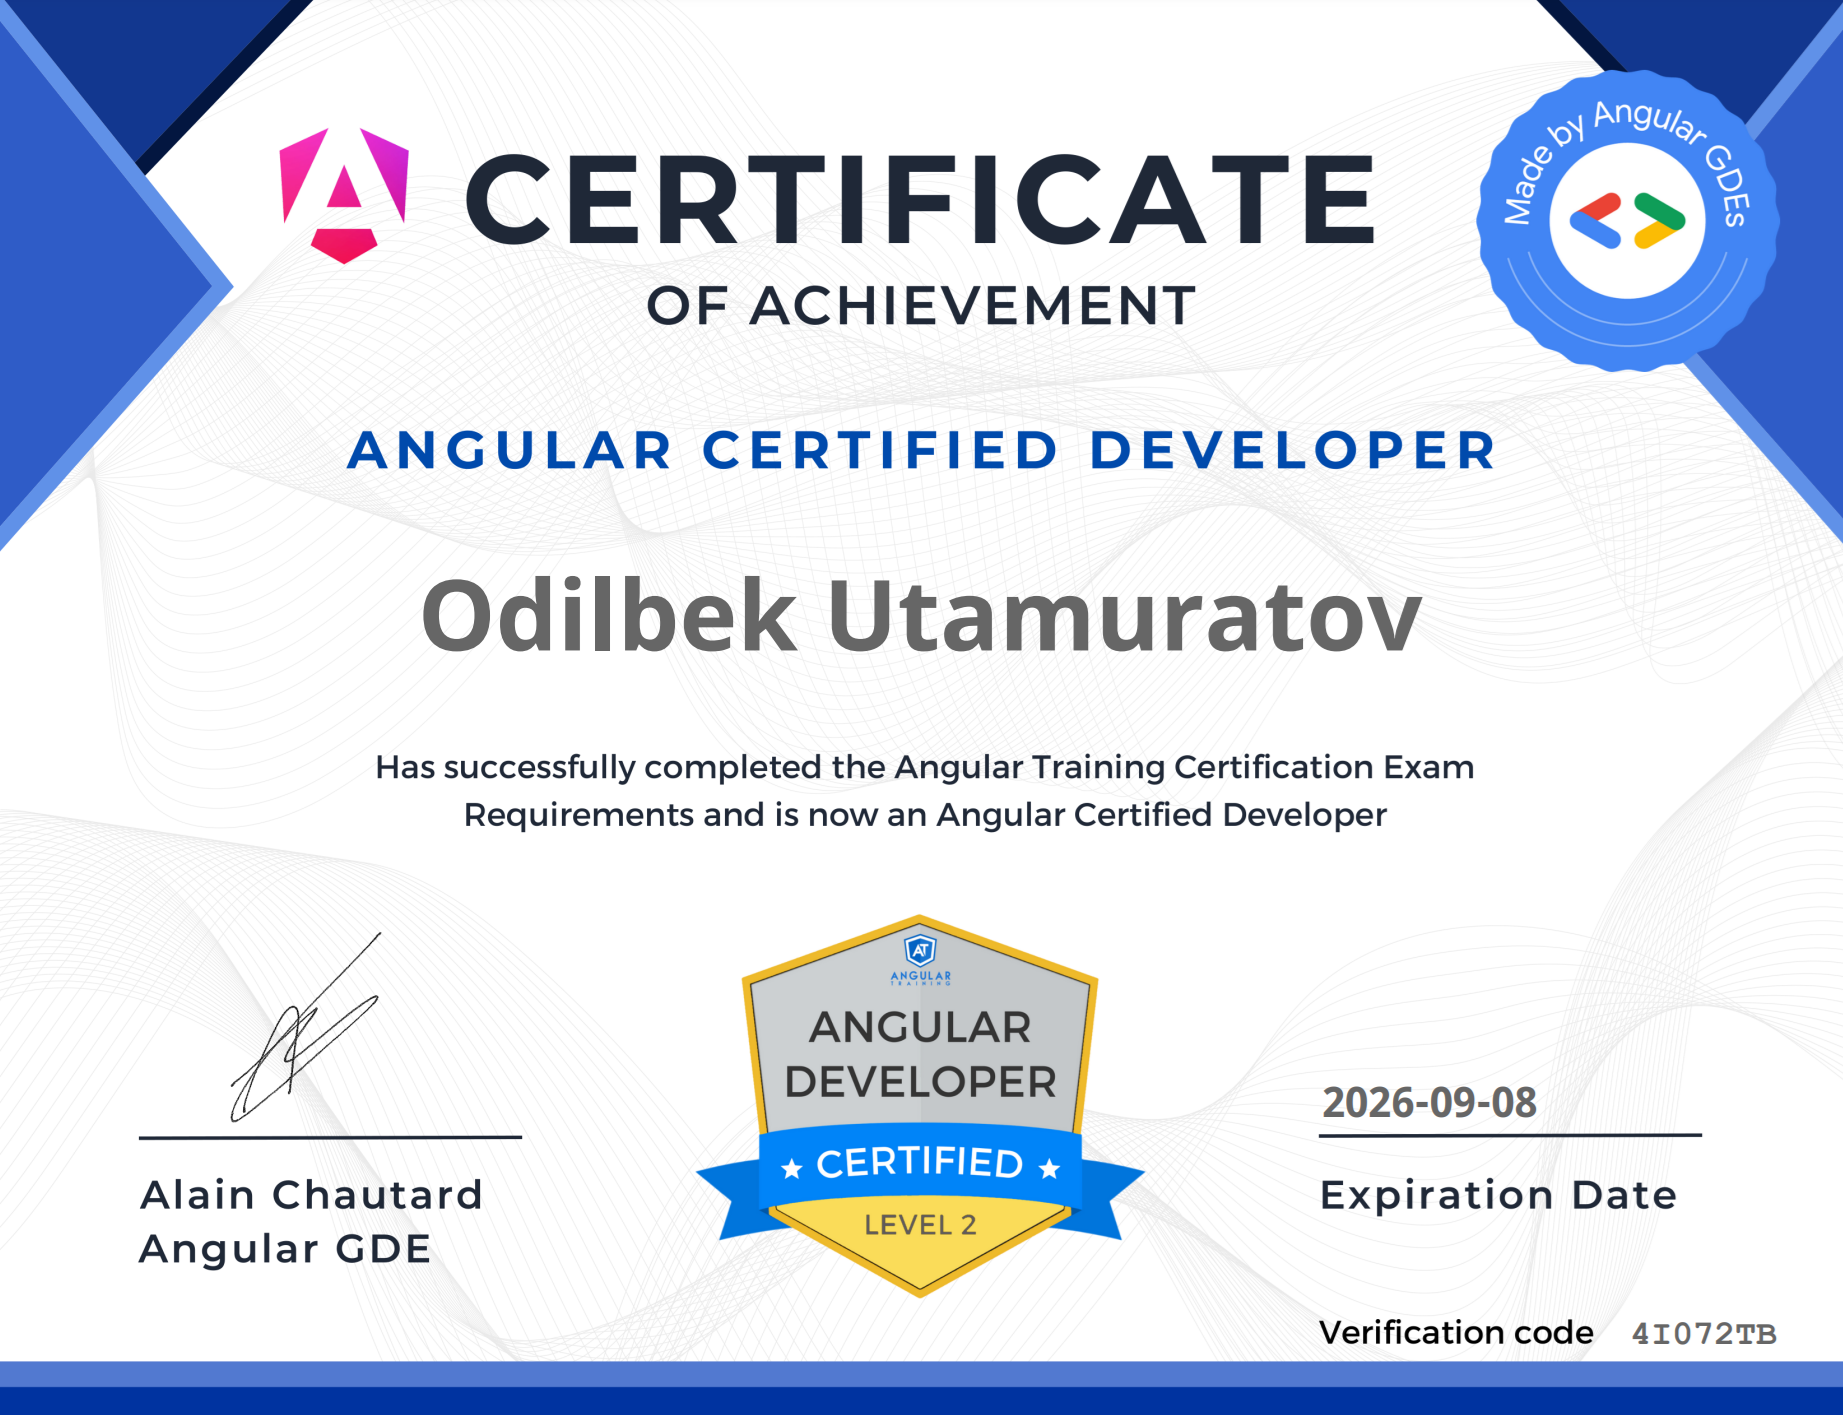 CERTIFICATE
OF ACHIEVEMENT
Made by Angular GDEs
ANGULAR CERTIFIED DEVELOPER
Odilbek Utamuratov
Has successfully completed the Angular Training Certification Exam
Requirements and is now an Angular Certified Developer
AT
ANGULAR
TRAINING
ANGULAR
DEVELOPER
CERTIFIED
LEVEL 2
Alain Chautard
Angular GDE
2026-09-08
Expiration Date
Verification code 4I072TB